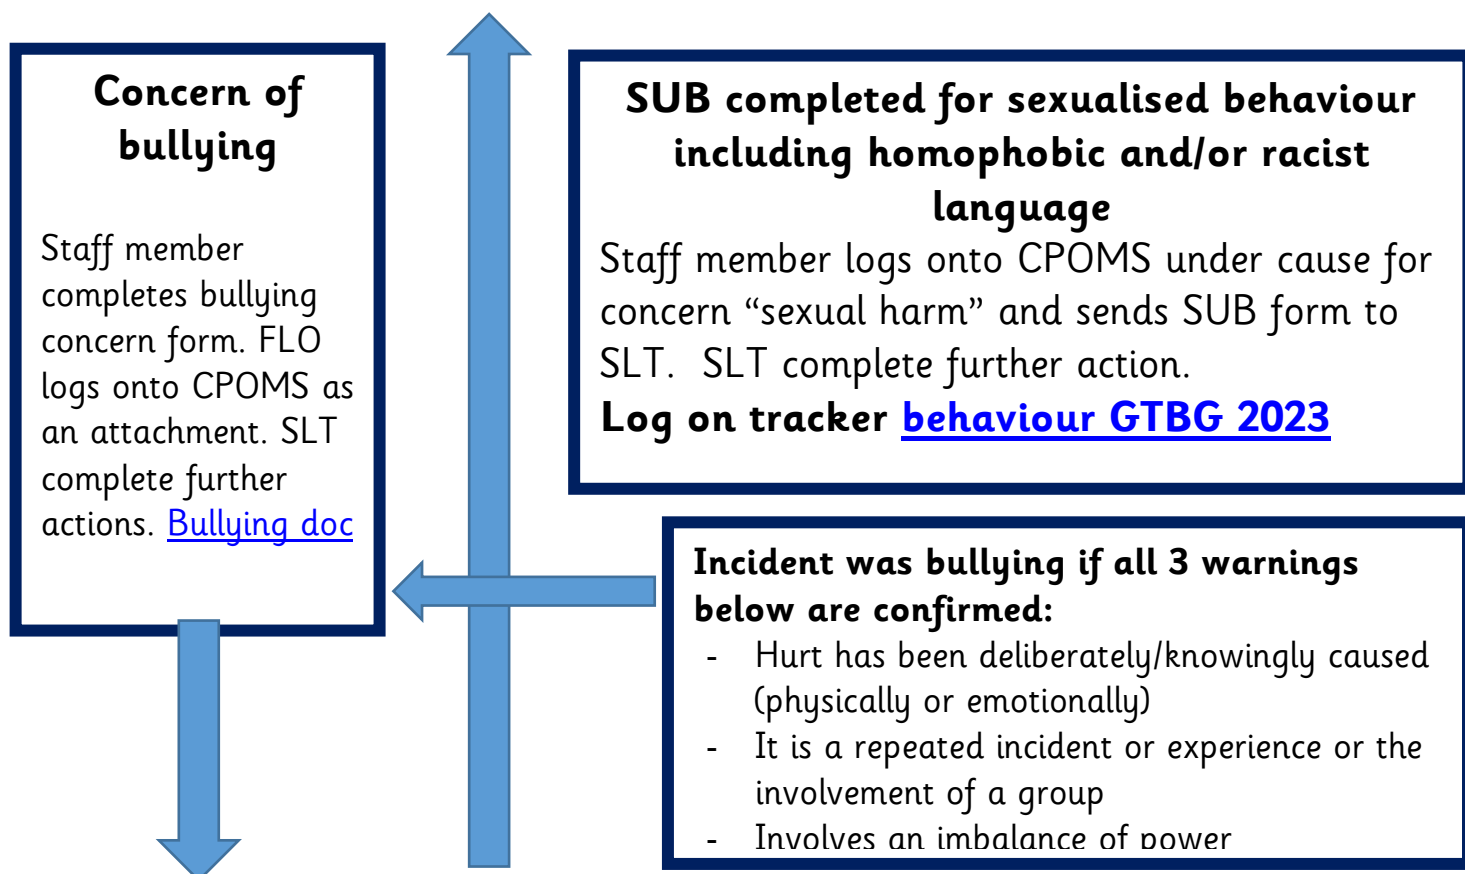 Concern of
bullying
Staff member
completes bullying
concern form. FLO
logs onto CPOMS as
an attachment. SLT
complete further
actions. Bullying doc
SUB completed for sexualised behaviour
including homophobic and/or racist
language
Staff member logs onto CPOMS under cause for
concern “sexual harm” and sends SUB form to
SLT.  SLT complete further action.
Log on tracker behaviour GTBG 2023
Incident was bullying if all 3 warnings
below are confirmed:
- Hurt has been deliberately/knowingly caused
(physically or emotionally)
- It is a repeated incident or experience or the
involvement of a group
- Involves an imbalance of power